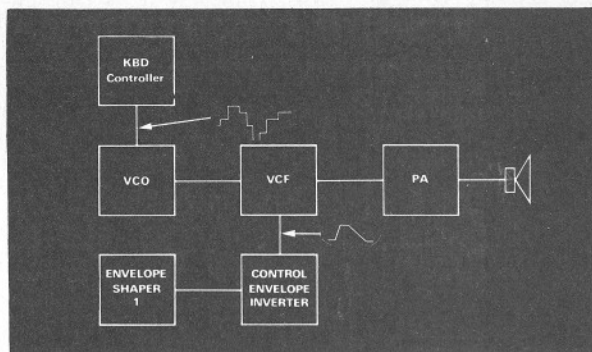 KBD
Controller
VCO
VCF
PA
ENVELOPE
SHAPER
1
CONTROL
ENVELOPE
INVERTER